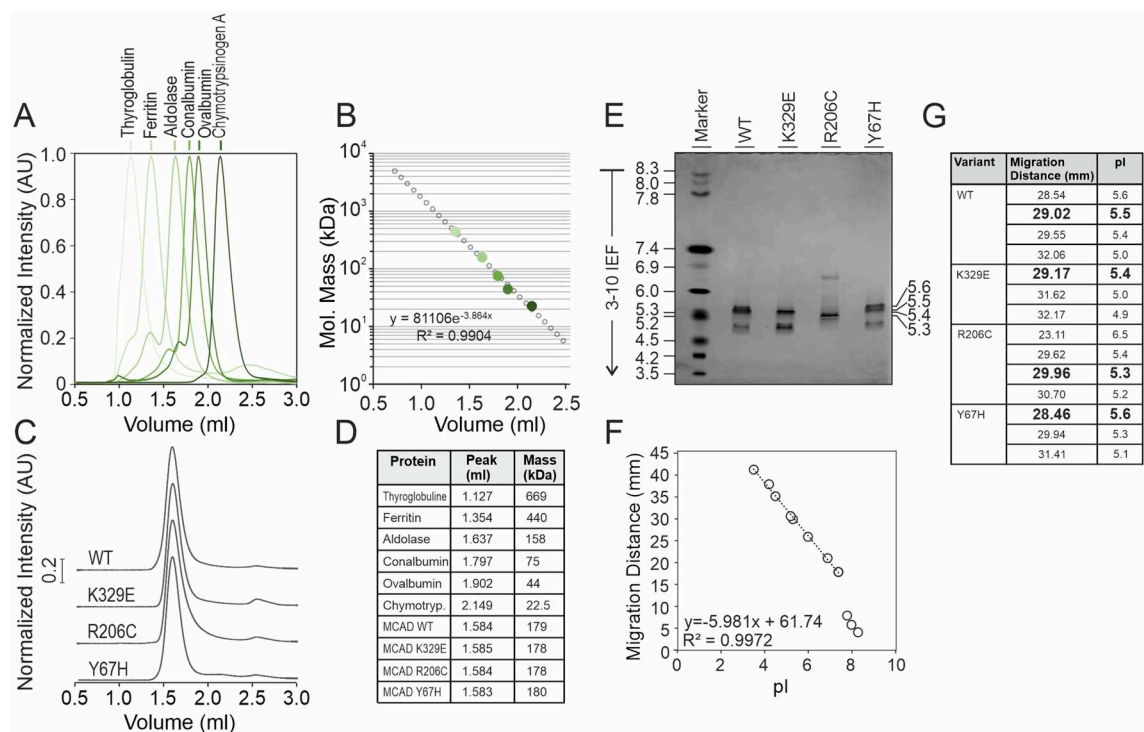 A
Thyroglobulin
Ferritin
Aldolase
Conalbumin
Ovalbumin
Chymotrypsinogen A
Normalized Intensity (AU)
1.0
0.8
0.6
0.4
0.2
0
0.5 1.0 1.5 2.0 2.5 3.0
Volume (ml)
B
Mol. Mass (kDa)
10^4
10^3
10^2
10^1
10^0
y = 81106e^-3.864x
R² = 0.9904
0.5 1.0 1.5 2.0 2.5
Volume (ml)
C
Normalized Intensity (AU)
0.2
WT
K329E
R206C
Y67H
0.5 1.0 1.5 2.0 2.5 3.0
Volume (ml)
D
Protein Peak (ml) Mass (kDa)
Thyroglobuline 1.127 669
Ferritin 1.354 440
Aldolase 1.637 158
Conalbumin 1.797 75
Ovalbumin 1.902 44
Chymotryp. 2.149 22.5
MCAD WT 1.584 179
MCAD K329E 1.585 178
MCAD R206C 1.584 178
MCAD Y67H 1.583 180
E
Marker
WT
K329E
R206C
Y67H
3-10 IEF
8.3
8.0
7.8
7.4
6.9
6.0
5.3
5.2
4.5
4.2
3.5
5.6
5.5
5.4
5.3
F
Migration Distance (mm)
45
40
35
30
25
20
15
10
5
0
y=-5.981x + 61.74
R² = 0.9972
0 2 4 6 8 10
pI
G
Variant Migration Distance (mm) pI
WT 28.54 5.6
29.02 5.5
29.55 5.4
32.06 5.0
K329E 29.17 5.4
31.62 5.0
32.17 4.9
R206C 23.11 6.5
29.62 5.4
29.96 5.3
30.70 5.2
Y67H 28.46 5.6
29.94 5.3
31.41 5.1